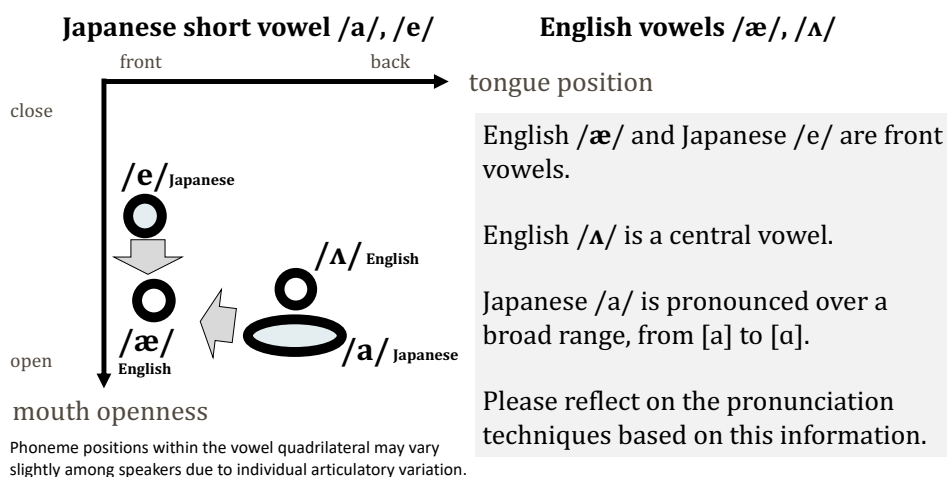 Japanese short vowel /a/, /e/
English vowels /æ/, /ʌ/
front
back
tongue position
close
/e/Japanese
/ʌ/ English
/æ/
English
/a/ Japanese
open
mouth openness
Phoneme positions within the vowel quadrilateral may vary
slightly among speakers due to individual articulatory variation.
English /æ/ and Japanese /e/ are front
vowels.
English /ʌ/ is a central vowel.
Japanese /a/ is pronounced over a
broad range, from [a] to [ɑ].
Please reflect on the pronunciation
techniques based on this information.